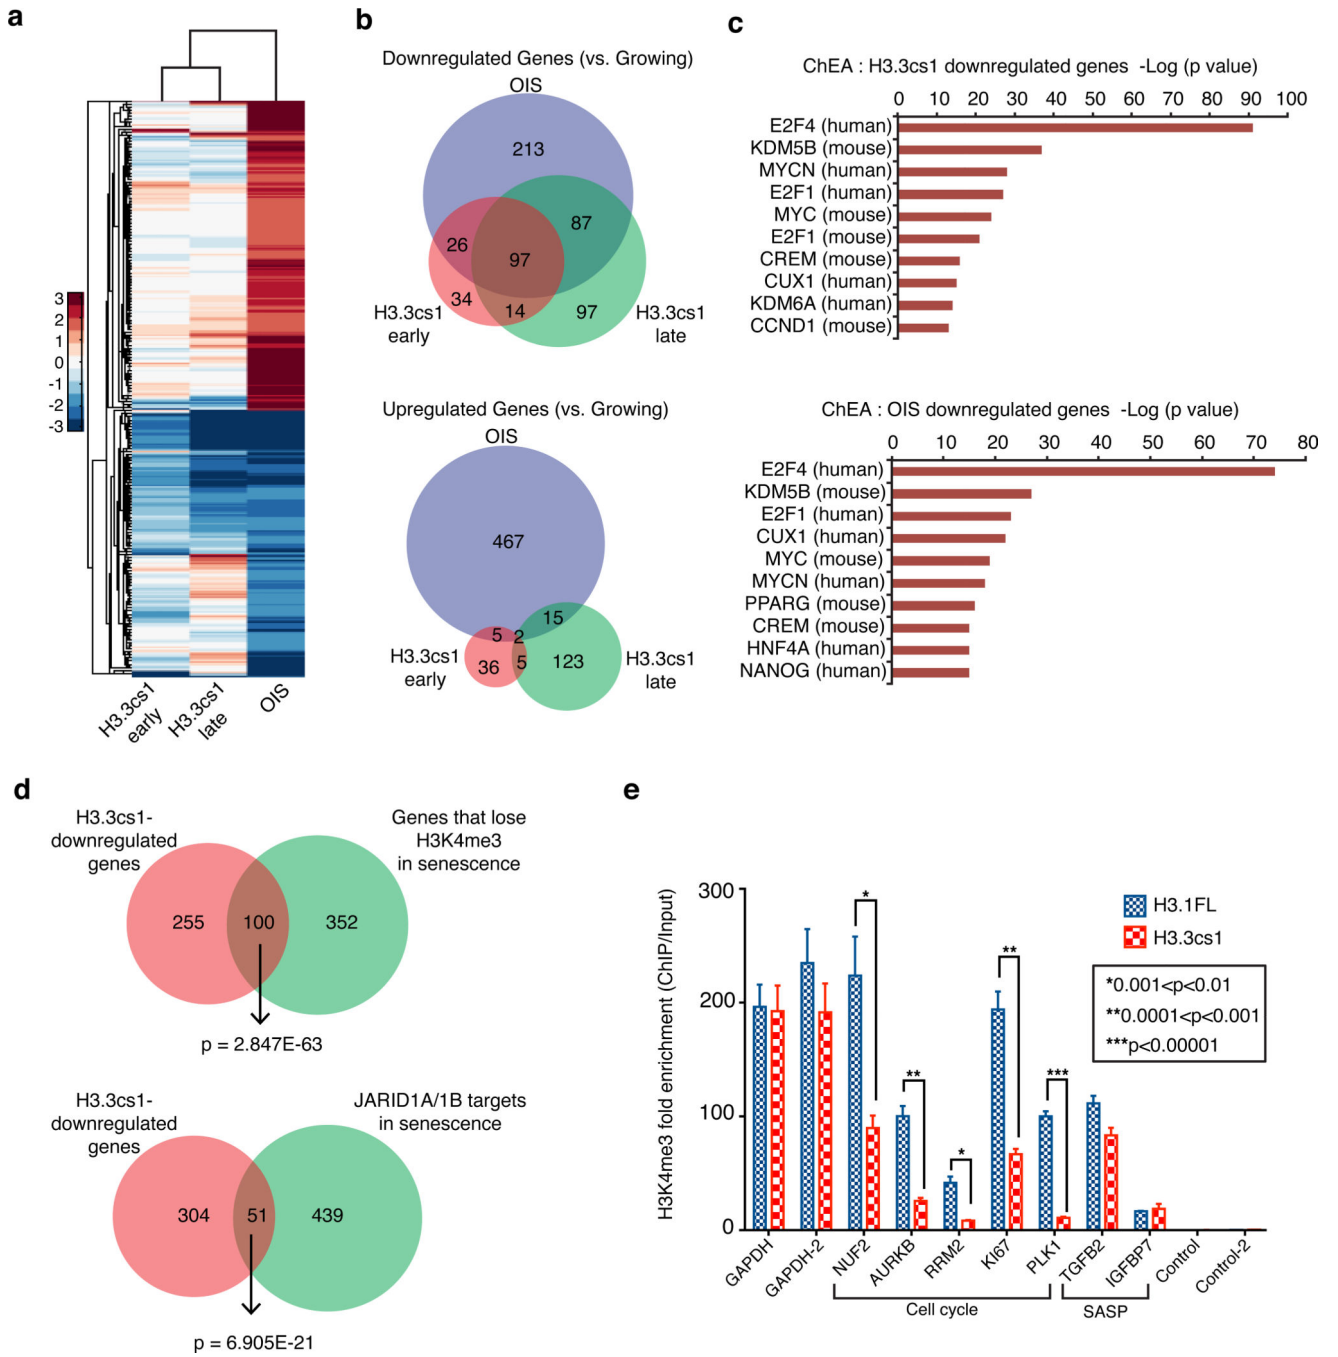 a
3
2
1
0
-1
-2
-3
H3.3cs1
early
H3.3cs1
late
OIS
b
Downregulated Genes (vs. Growing)
OIS
213
87
26
97
34
14
97
H3.3cs1
early
H3.3cs1
late
Upregulated Genes (vs. Growing)
OIS
467
15
5
2
36
5
123
H3.3cs1
early
H3.3cs1
late
c
ChEA : H3.3cs1 downregulated genes -Log (p value)
0 10 20 30 40 50 60 70 80 90 100
E2F4 (human)
KDM5B (mouse)
MYCN (human)
E2F1 (human)
MYC (mouse)
E2F1 (mouse)
CREM (mouse)
CUX1 (human)
KDM6A (human)
CCND1 (mouse)
ChEA : OIS downregulated genes -Log (p value)
0 10 20 30 40 50 60 70 80
E2F4 (human)
KDM5B (mouse)
E2F1 (human)
CUX1 (human)
MYC (mouse)
MYCN (human)
PPARG (mouse)
CREM (mouse)
HNF4A (human)
NANOG (human)
d
H3.3cs1-
downregulated
genes
Genes that lose
H3K4me3
in senescence
255
100
352
p = 2.847E-63
H3.3cs1-
downregulated
genes
JARID1A/1B targets
in senescence
304
51
439
p = 6.905E-21
e
H3K4me3 fold enrichment (ChIP/Input)
300
200
100
0
*
**
*
**
***
H3.1FL
H3.3cs1
*0.001<p<0.01
**0.0001<p<0.001
***p<0.00001
GAPDH
GAPDH-2
NUF2
AURKB
RRM2
KI67
PLK1
TGFB2
IGFBP7
Control
Control-2
Cell cycle
SASP